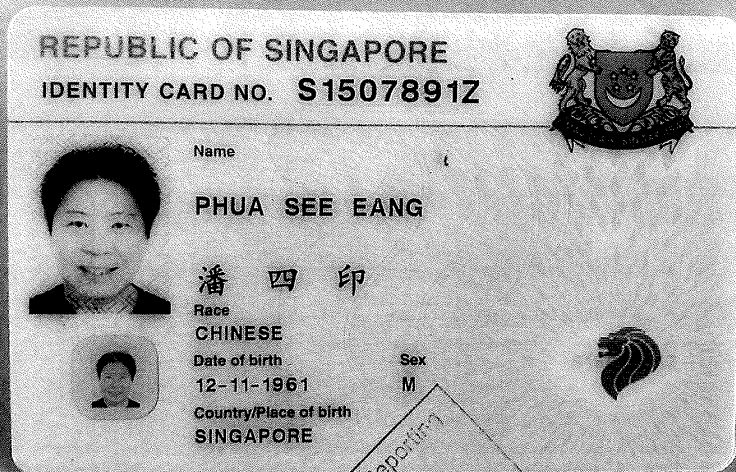 REPUBLIC OF SINGAPORE
IDENTITY CARD NO. S1507891Z
Name
PHUA SEE EANG
潘 四 印
Race
CHINESE
Date of birth Sex
12-11-1961 M
Country/Place of birth
SINGAPORE